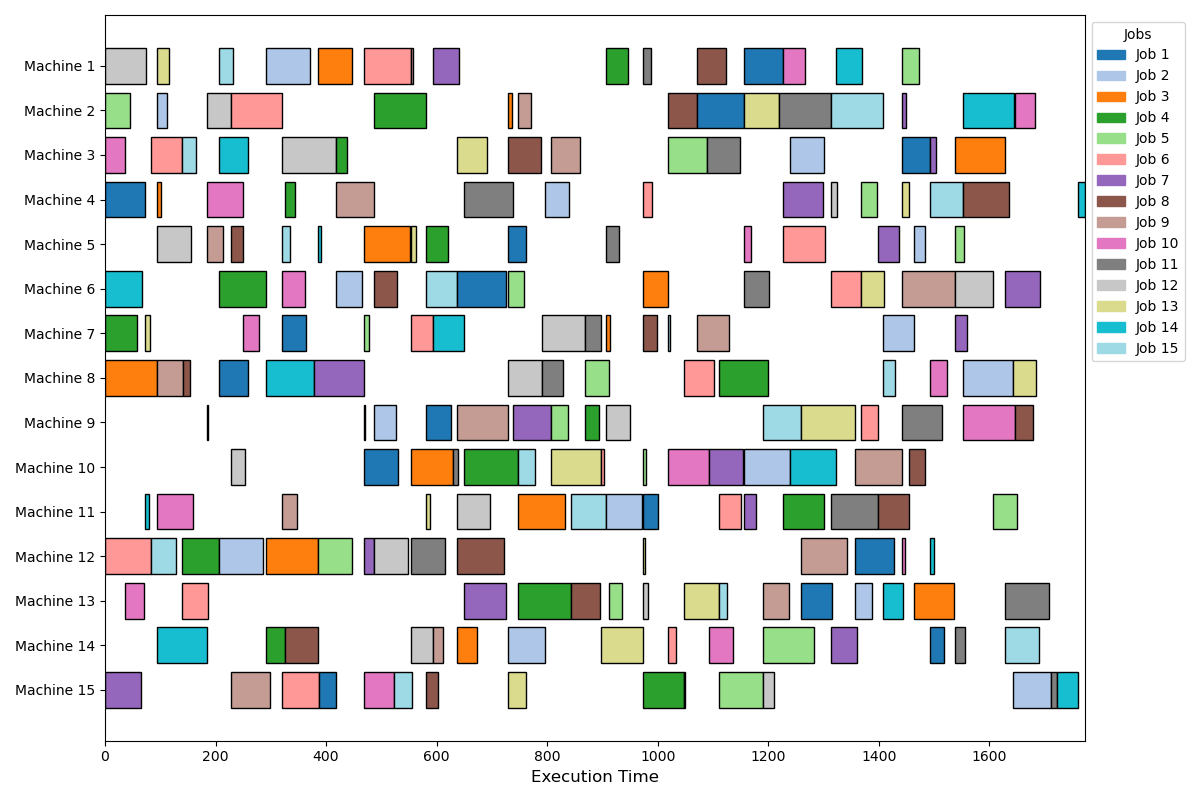 Machine 1
Machine 2
Machine 3
Machine 4
Machine 5
Machine 6
Machine 7
Machine 8
Machine 9
Machine 10
Machine 11
Machine 12
Machine 13
Machine 14
Machine 15
0 200 400 600 800 1000 1200 1400 1600
Execution Time
Jobs
Job 1
Job 2
Job 3
Job 4
Job 5
Job 6
Job 7
Job 8
Job 9
Job 10
Job 11
Job 12
Job 13
Job 14
Job 15